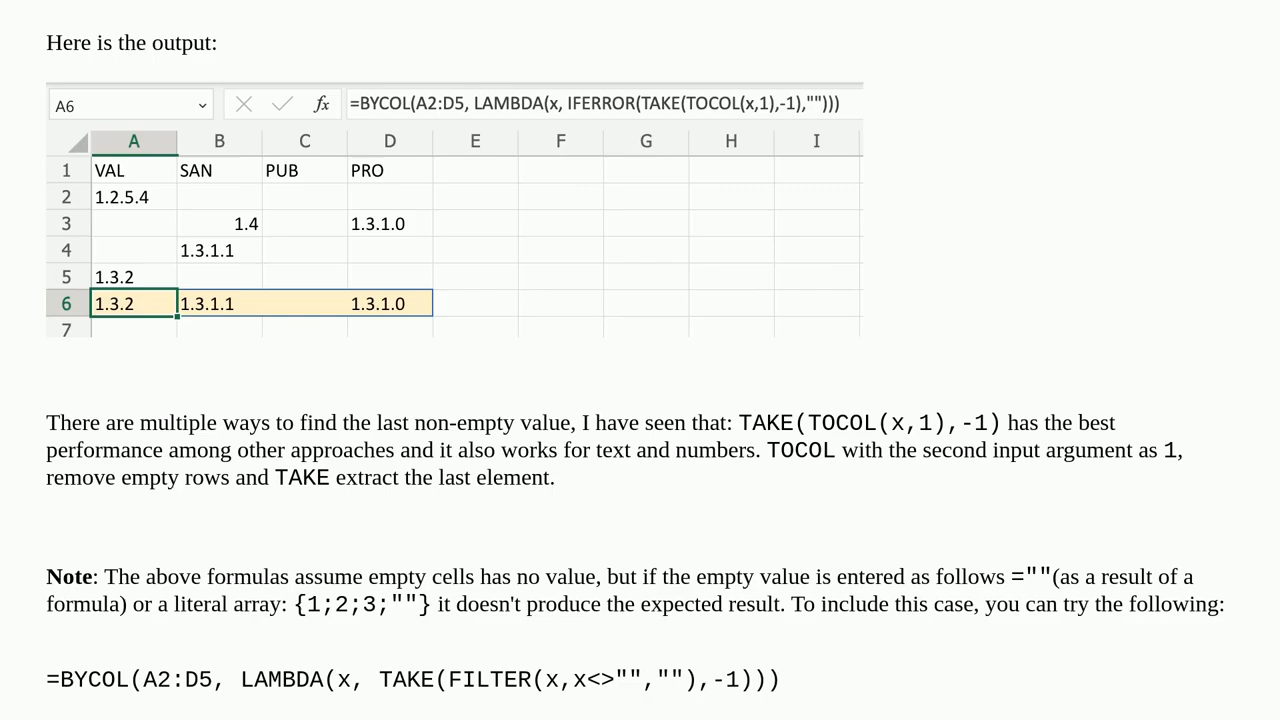 Here is the output:
A6 fx =BYCOL(A2:D5, LAMBDA(x, IFERROR(TAKE(TOCOL(x,1),-1),"")))
A B C D E F G H I
1 VAL SAN PUB PRO
2 1.2.5.4
3 1.4 1.3.1.0
4 1.3.1.1
5 1.3.2
6 1.3.2 1.3.1.1 1.3.1.0
7
There are multiple ways to find the last non-empty value, I have seen that: TAKE(TOCOL(x,1),-1) has the best
performance among other approaches and it also works for text and numbers. TOCOL with the second input argument as 1,
remove empty rows and TAKE extract the last element.
Note: The above formulas assume empty cells has no value, but if the empty value is entered as follows =""(as a result of a
formula) or a literal array: {1;2;3;""} it doesn't produce the expected result. To include this case, you can try the following:
=BYCOL(A2:D5, LAMBDA(x, TAKE(FILTER(x,x<>"",""),-1)))